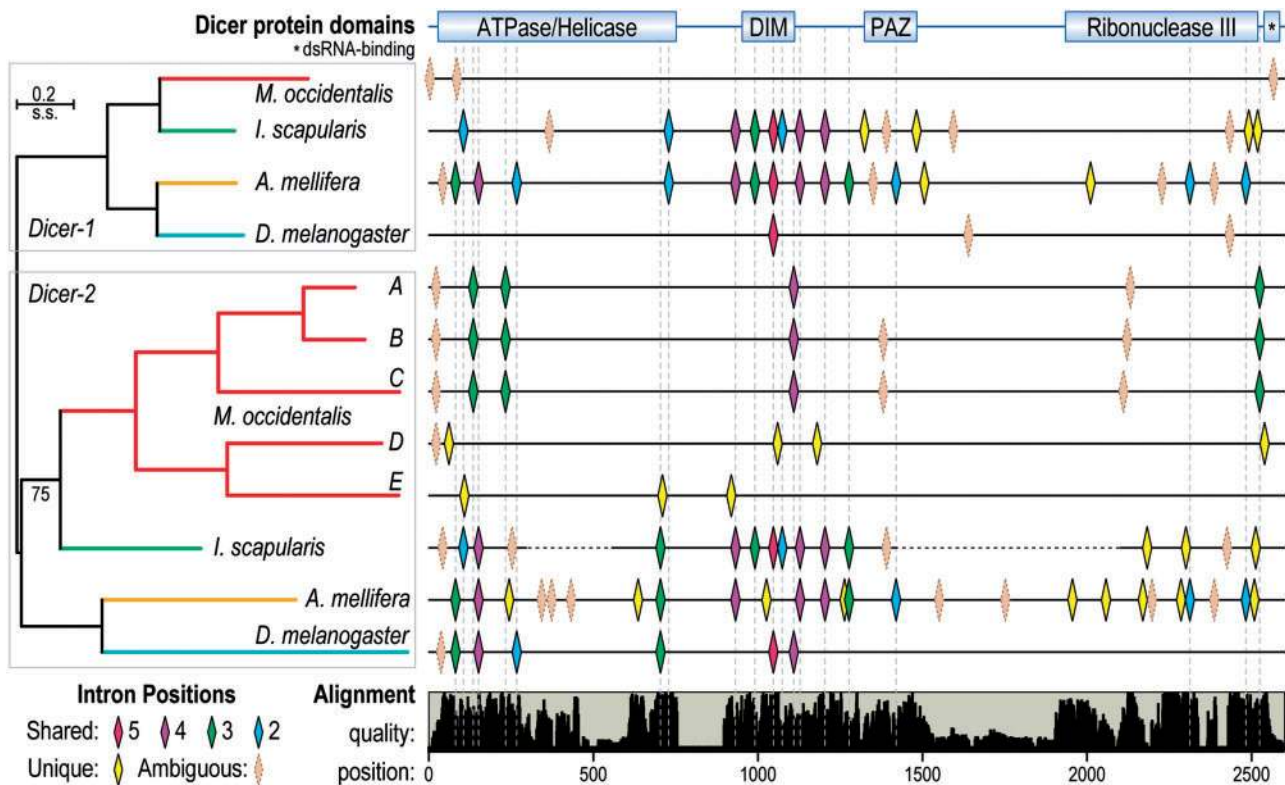 Dicer protein domains
* dsRNA-binding
ATPase/Helicase
DIM
PAZ
Ribonuclease III
*
0.2
s.s.
M. occidentalis
I. scapularis
A. mellifera
D. melanogaster
Dicer-1
Dicer-2
A
B
C
M. occidentalis
D
E
75
I. scapularis
A. mellifera
D. melanogaster
Intron Positions
Shared: 5 4 3 2
Unique: Ambiguous:
Alignment
quality:
position:
0 500 1000 1500 2000 2500